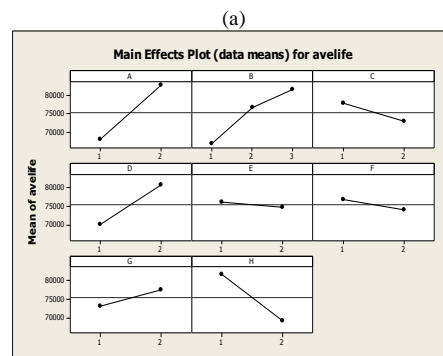 (a)
Main Effects Plot (data means) for avelife
Mean of avelife
A B C
80000
75000
70000
1 2 1 2 3 1 2
D E F
80000
75000
70000
1 2 1 2 1 2
G H
80000
75000
70000
1 2 1 2